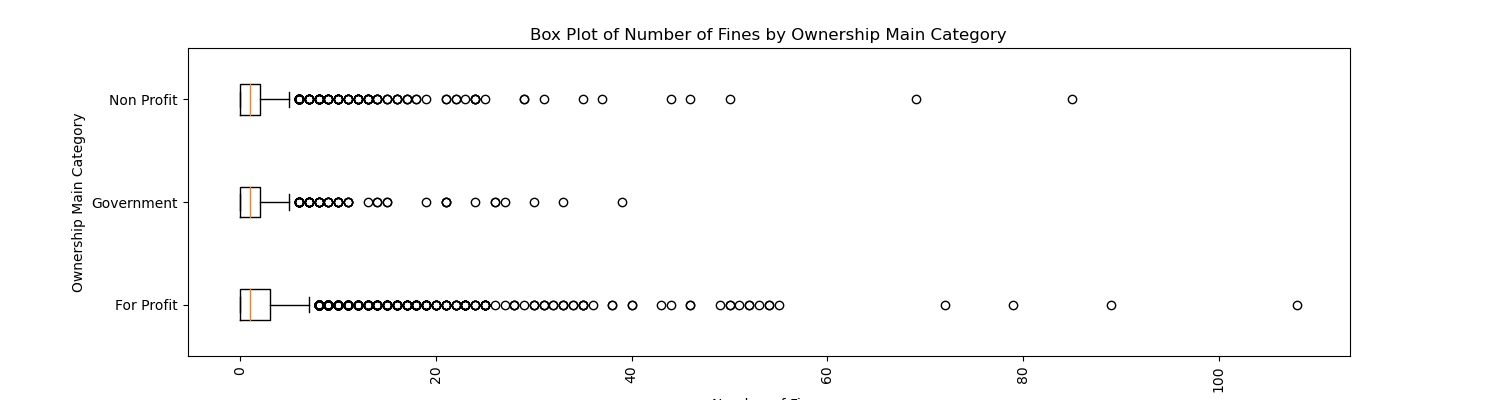 Box Plot of Number of Fines by Ownership Main Category
Ownership Main Category
Non Profit
Government
For Profit
0
20
40
60
80
100